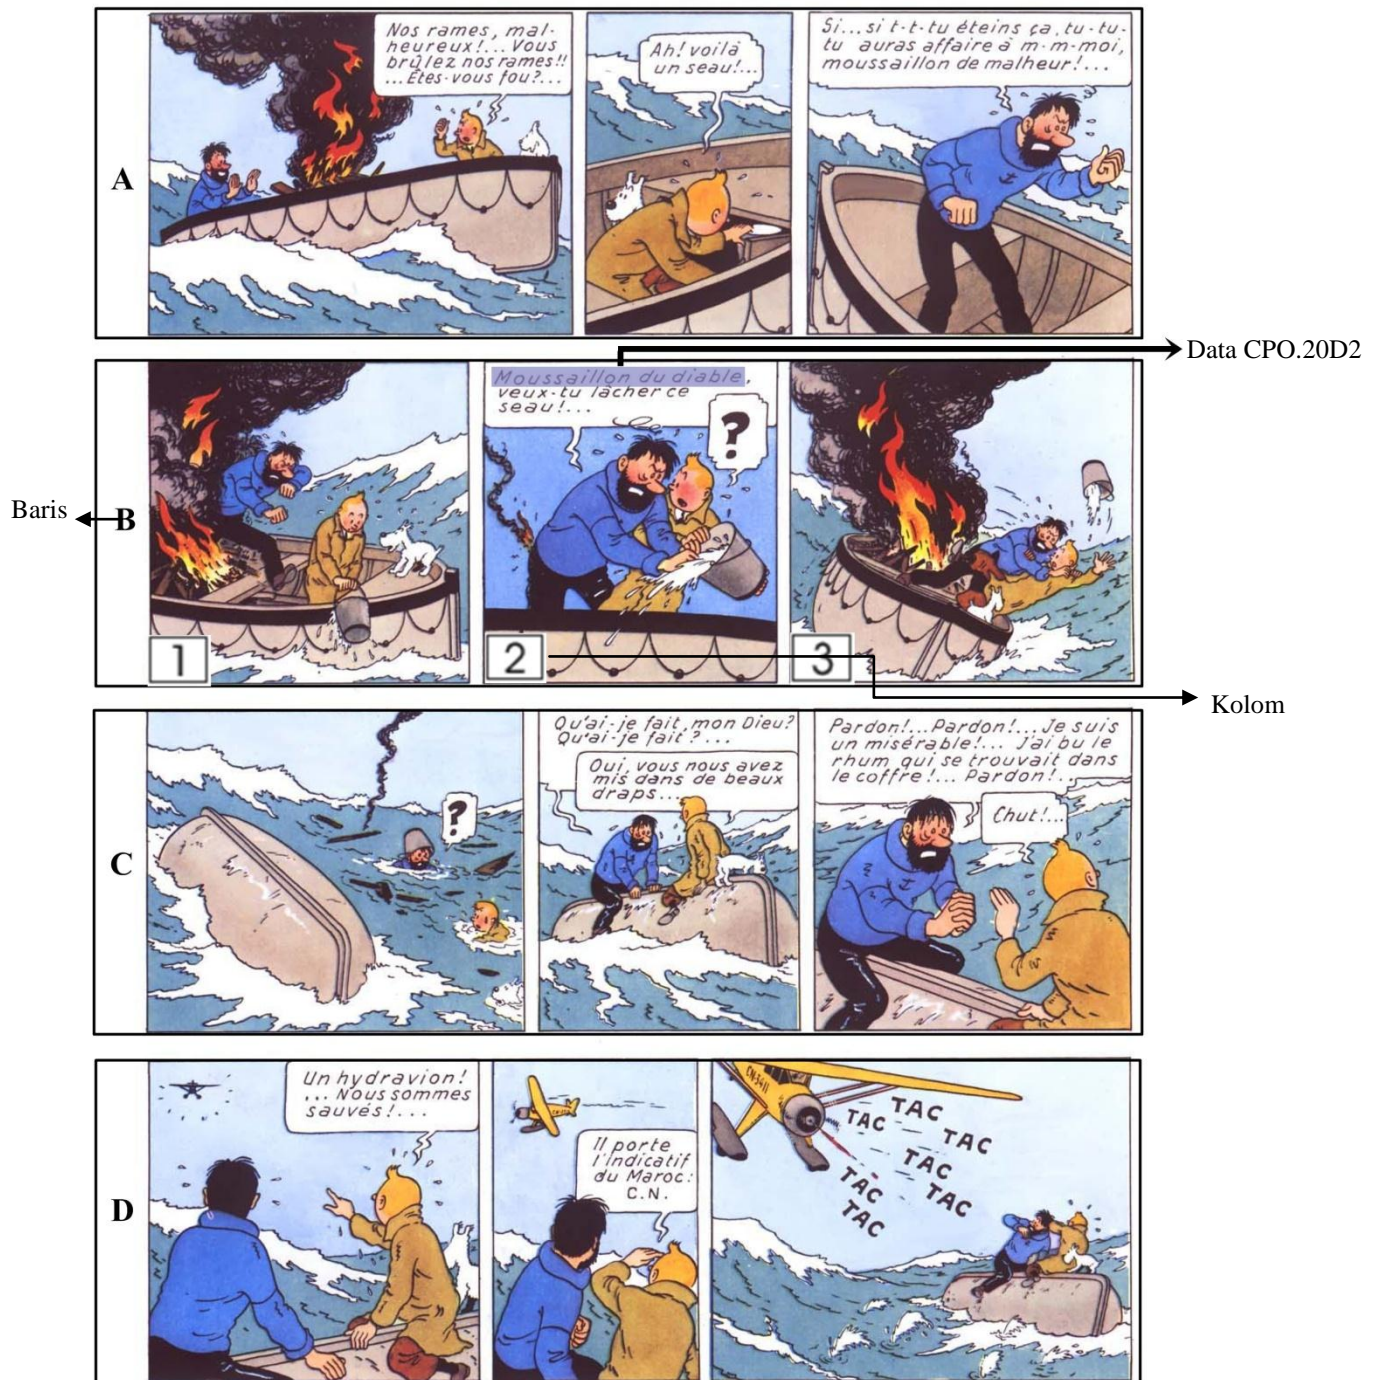 Nos rames, mal-
heureux!... Vous
brûlez nos rames!!
...Êtes-vous fou?...
Ah! voilà
un seau!...
Si...si t-t-tu éteins ça, tu-tu-
tu auras affaire à m-m-moi,
moussaillon de malheur!...
A
Data CPO.20D2
Moussaillon du diable,
veux-tu lâcher ce
seau!...
?
Baris
B
1
2
3
Kolom
Qu'ai-je fait, mon Dieu?
Qu'ai-je fait?...
Oui, vous nous avez
mis dans de beaux
draps...
Pardon!... Pardon!... Je suis
un misérable!... J'ai bu le
rhum qui se trouvait dans
le coffre!... Pardon!...
Chut!...
?
C
Un hydravion!
... Nous sommes
sauvés!...
Il porte
l'indicatif
du Maroc:
C.N.
CN-3411
TAC
TAC
TAC
TAC
TAC
TAC
TAC
D